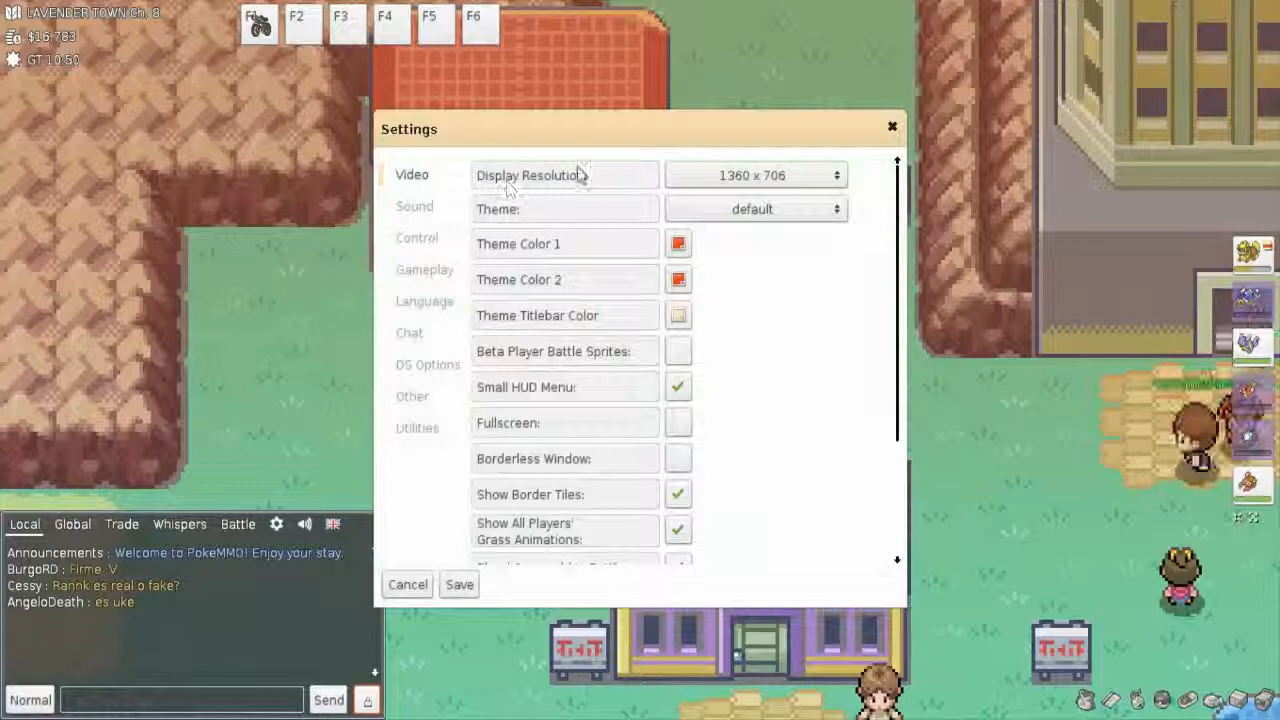 LAVENDER TOWN Ch. 8
$16,783
GT 10:50
F1
F2
F3
F4
F5
F6
Settings
Video
Sound
Control
Gameplay
Language
Chat
DS Options
Other
Utilities
Display Resolution
1360 x 706
Theme:
default
Theme Color 1
Theme Color 2
Theme Titlebar Color
Beta Player Battle Sprites:
Small HUD Menu:
Fullscreen:
Borderless Window:
Show Border Tiles:
Show All Players'
Grass Animations:
Cancel
Save
Local
Global
Trade
Whispers
Battle
Announcements : Welcome to PokeMMO! Enjoy your stay.
BurgoRD : Firme :V
Cessy : Rannk es real o fake?
AngeloDeath : es uke
Normal
Send